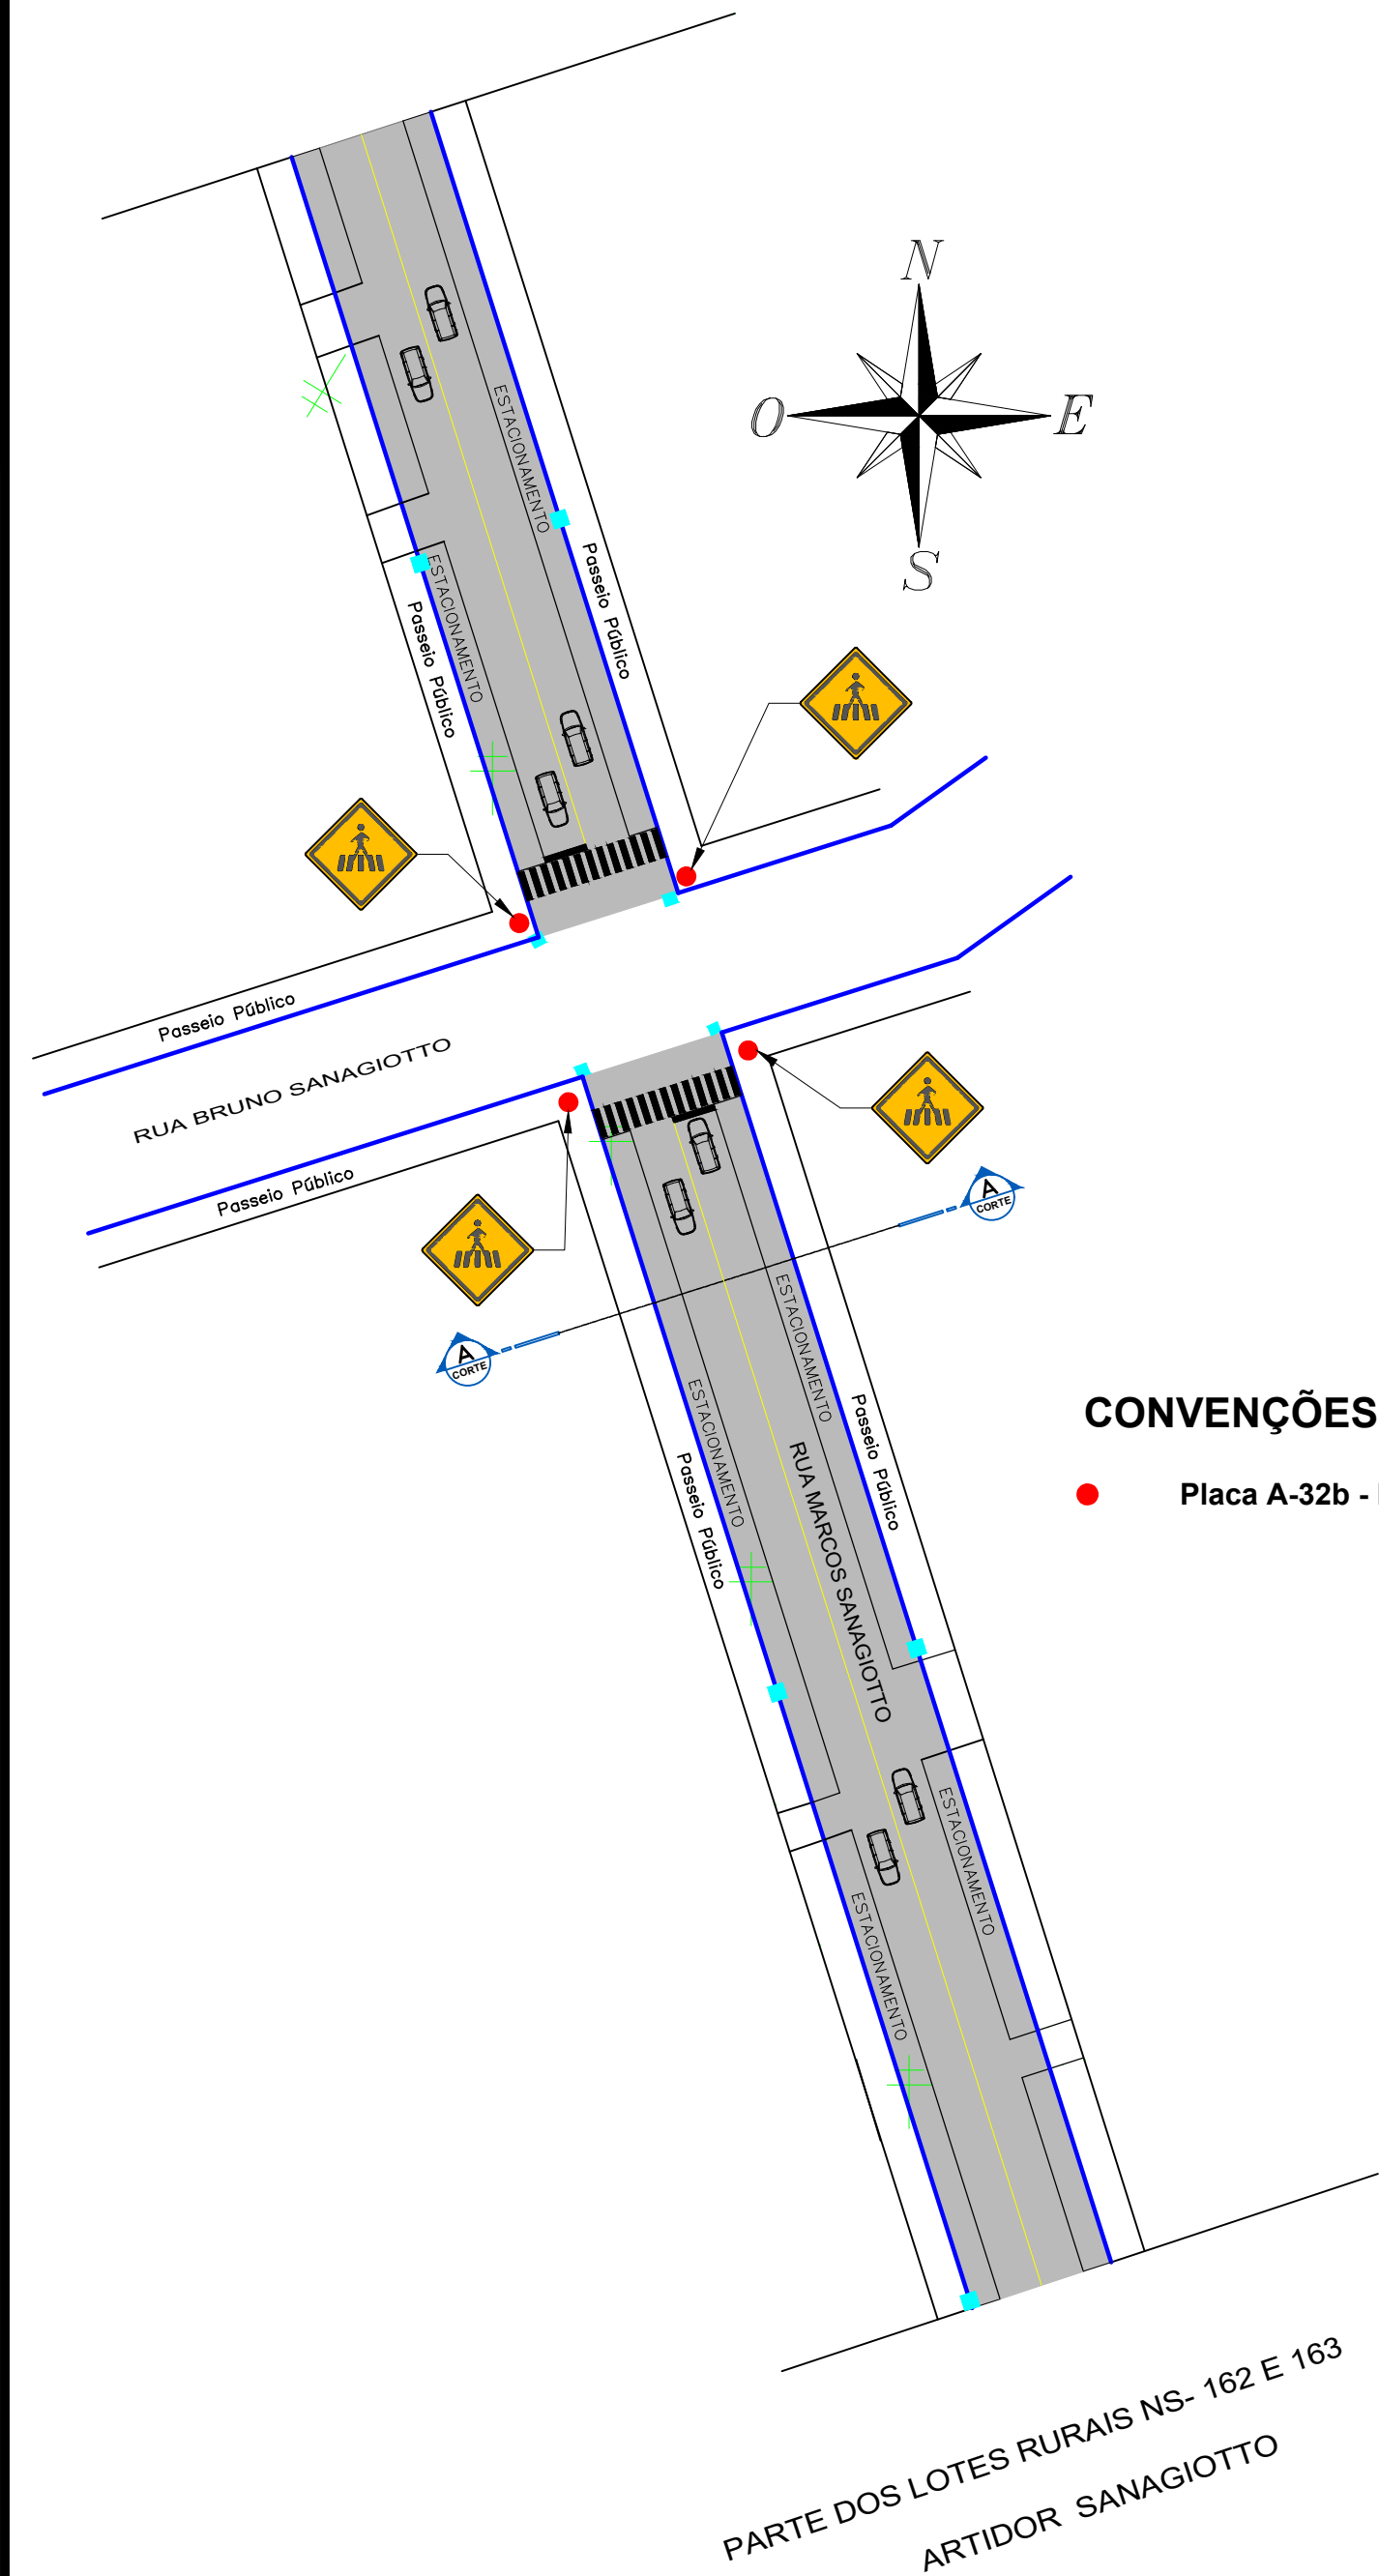 N
O
E
S
ESTACIONAMENTO
Passeio Público
ESTACIONAMENTO
Passeio Público
Passeio Público
RUA BRUNO SANAGIOTTO
Passeio Público
A
CORTE
A
CORTE
ESTACIONAMENTO
ESTACIONAMENTO
Passeio Público
Passeio Público
RUA MARCOS SANAGIOTTO
CONVENÇÕES
Placa A-32b -
ESTACIONAMENTO
ESTACIONAMENTO
PARTE DOS LOTES RURAIS NS- 162 E 163
ARTIDOR SANAGIOTTO